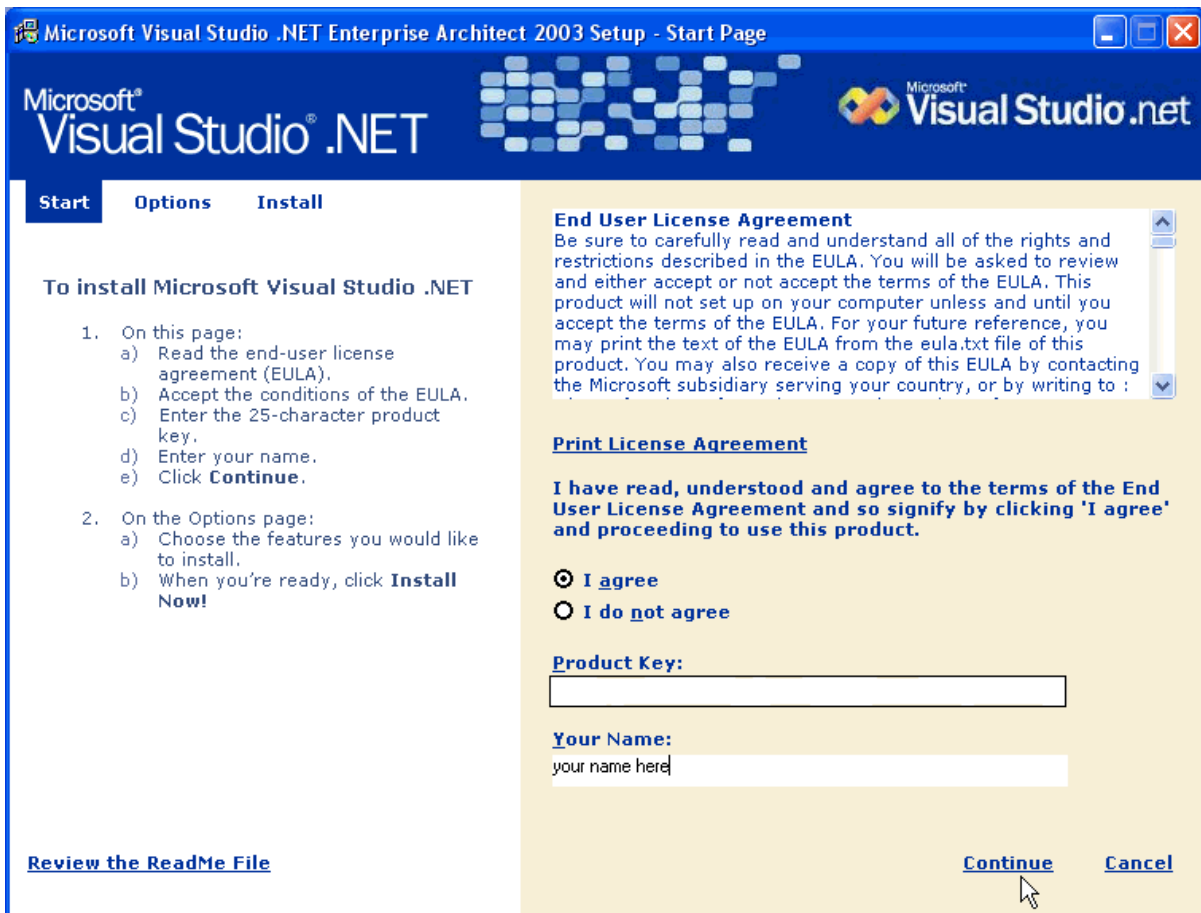 Microsoft Visual Studio .NET Enterprise Architect 2003 Setup - Start Page
Microsoft®
Visual Studio® .NET
Microsoft®
Visual Studio.net
Start Options Install
To install Microsoft Visual Studio .NET
1. On this page:
a) Read the end-user license
agreement (EULA).
b) Accept the conditions of the EULA.
c) Enter the 25-character product
key.
d) Enter your name.
e) Click Continue.
2. On the Options page:
a) Choose the features you would like
to install.
b) When you're ready, click Install
Now!
Review the ReadMe File
End User License Agreement
Be sure to carefully read and understand all of the rights and
restrictions described in the EULA. You will be asked to review
and either accept or not accept the terms of the EULA. This
product will not set up on your computer unless and until you
accept the terms of the EULA. For your future reference, you
may print the text of the EULA from the eula.txt file of this
product. You may also receive a copy of this EULA by contacting
the Microsoft subsidiary serving your country, or by writing to :
Print License Agreement
I have read, understood and agree to the terms of the End
User License Agreement and so signify by clicking 'I agree'
and proceeding to use this product.
I agree
I do not agree
Product Key:
Your Name:
your name here
Continue Cancel